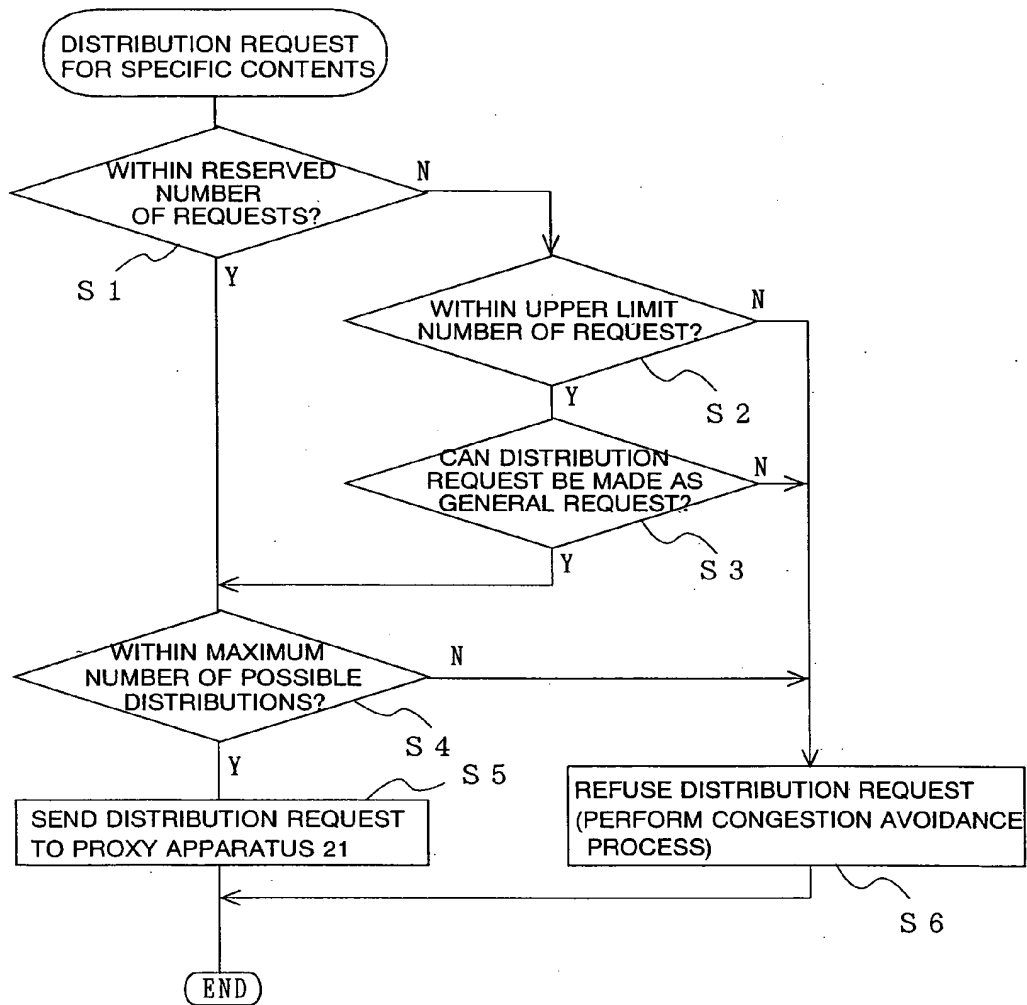 DISTRIBUTION REQUEST
FOR SPECIFIC CONTENTS
WITHIN RESERVED
NUMBER
OF REQUESTS?
N
S 1
Y
WITHIN UPPER LIMIT
NUMBER OF REQUEST?
N
S 2
Y
CAN DISTRIBUTION
REQUEST BE MADE AS
GENERAL REQUEST?
N
S 3
Y
WITHIN MAXIMUM
NUMBER OF POSSIBLE
DISTRIBUTIONS?
N
S 4
Y
S 5
SEND DISTRIBUTION REQUEST
TO PROXY APPARATUS 21
REFUSE DISTRIBUTION REQUEST
(PERFORM CONGESTION AVOIDANCE
PROCESS)
S 6
END